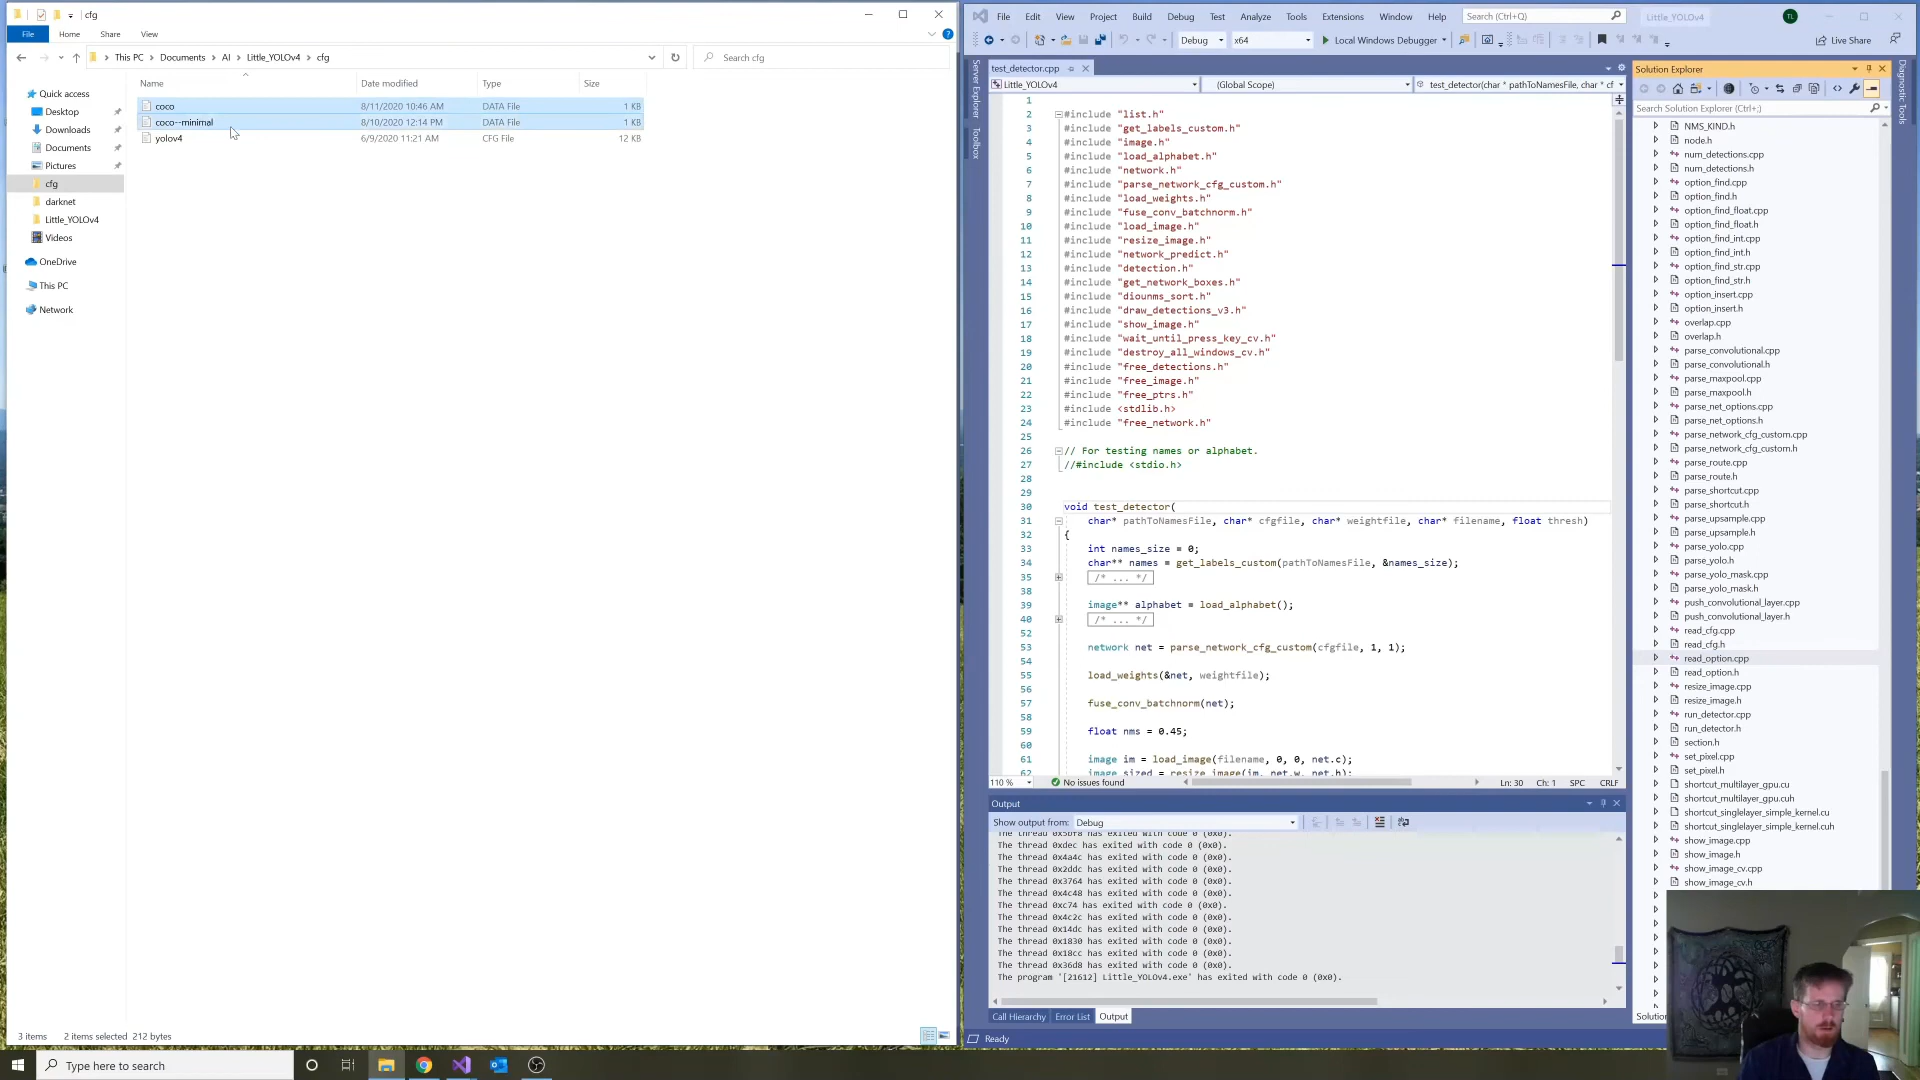 cfg
File
Home
Share
View
This PC
Documents
AI
Little_YOLOv4
cfg
Search cfg
Name
Date modified
Type
Size
Quick access
Desktop
Downloads
Documents
Pictures
cfg
darknet
Little_YOLOv4
Videos
OneDrive
This PC
Network
coco 8/11/2020 10:46 AM DATA File 1 KB
coco--minimal 8/10/2020 12:14 PM DATA File 1 KB
yolov4 6/9/2020 11:21 AM CFG File 12 KB
3 items 2 items selected 212 bytes
File Edit View Project Build Debug Test Analyze Tools Extensions Window Help Search (Ctrl+Q) Little_YOLOv4 TL
Debug x64 Local Windows Debugger Live Share
Server Explorer
Toolbox
test_detector.cpp
Little_YOLOv4 (Global Scope) test_detector(char * pathToNamesFile, char * cf
1
2 #include "list.h"
3 #include "get_labels_custom.h"
4 #include "image.h"
5 #include "load_alphabet.h"
6 #include "network.h"
7 #include "parse_network_cfg_custom.h"
8 #include "load_weights.h"
9 #include "fuse_conv_batchnorm.h"
10 #include "load_image.h"
11 #include "resize_image.h"
12 #include "network_predict.h"
13 #include "detection.h"
14 #include "get_network_boxes.h"
15 #include "diounms_sort.h"
16 #include "draw_detections_v3.h"
17 #include "show_image.h"
18 #include "wait_until_press_key_cv.h"
19 #include "destroy_all_windows_cv.h"
20 #include "free_detections.h"
21 #include "free_image.h"
22 #include "free_ptrs.h"
23 #include <stdlib.h>
24 #include "free_network.h"
25
26 // For testing names or alphabet.
27 //#include <stdio.h>
28
29
30 void test_detector(
31 char* pathToNamesFile, char* cfgfile, char* weightfile, char* filename, float thresh)
32 {
33 int names_size = 0;
34 char** names = get_labels_custom(pathToNamesFile, &names_size);
35 /* ... */
38
39 image** alphabet = load_alphabet();
40 /* ... */
52
53 network net = parse_network_cfg_custom(cfgfile, 1, 1);
54
55 load_weights(&net, weightfile);
56
57 fuse_conv_batchnorm(net);
58
59 float nms = 0.45;
60
61 image im = load_image(filename, 0, 0, net.c);
62 image sized = resize_image(im, net.w, net.h);
110 % No issues found Ln: 30 Ch: 1 SPC CRLF
Output
Show output from: Debug
The thread 0x5bf8 has exited with code 0 (0x0).
The thread 0xdec has exited with code 0 (0x0).
The thread 0x4a4c has exited with code 0 (0x0).
The thread 0x2ddc has exited with code 0 (0x0).
The thread 0x3764 has exited with code 0 (0x0).
The thread 0x4c48 has exited with code 0 (0x0).
The thread 0xc74 has exited with code 0 (0x0).
The thread 0x4c2c has exited with code 0 (0x0).
The thread 0x14dc has exited with code 0 (0x0).
The thread 0x1830 has exited with code 0 (0x0).
The thread 0x18cc has exited with code 0 (0x0).
The thread 0x36d8 has exited with code 0 (0x0).
The program '[21612] Little_YOLOv4.exe' has exited with code 0 (0x0).
Call Hierarchy Error List Output
Ready
Solution Explorer
Search Solution Explorer (Ctrl+;)
NMS_KIND.h
node.h
num_detections.cpp
num_detections.h
option_find.cpp
option_find.h
option_find_float.cpp
option_find_float.h
option_find_int.cpp
option_find_int.h
option_find_str.cpp
option_find_str.h
option_insert.cpp
option_insert.h
overlap.cpp
overlap.h
parse_convolutional.cpp
parse_convolutional.h
parse_maxpool.cpp
parse_maxpool.h
parse_net_options.cpp
parse_net_options.h
parse_network_cfg_custom.cpp
parse_network_cfg_custom.h
parse_route.cpp
parse_route.h
parse_shortcut.cpp
parse_shortcut.h
parse_upsample.cpp
parse_upsample.h
parse_yolo.cpp
parse_yolo.h
parse_yolo_mask.cpp
parse_yolo_mask.h
push_convolutional_layer.cpp
push_convolutional_layer.h
read_cfg.cpp
read_cfg.h
read_option.cpp
read_option.h
resize_image.cpp
resize_image.h
run_detector.cpp
run_detector.h
section.h
set_pixel.cpp
set_pixel.h
shortcut_multilayer_gpu.cu
shortcut_multilayer_gpu.cuh
shortcut_singlelayer_simple_kernel.cu
shortcut_singlelayer_simple_kernel.cuh
show_image.cpp
show_image.h
show_image_cv.cpp
show_image_cv.h
Solutio
Diagnostic Tools
Type here to search